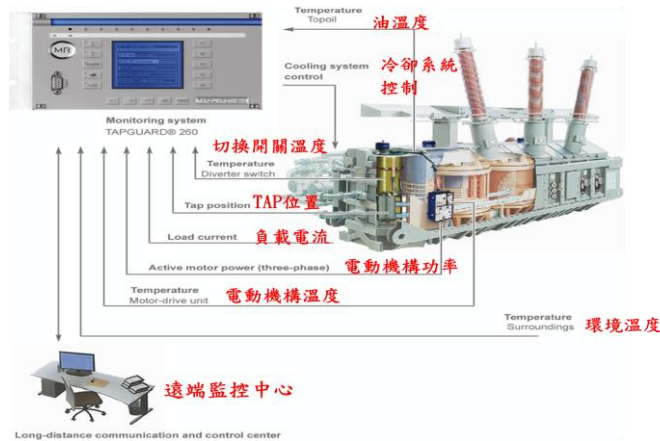 Temperature
Topoil
油溫度
MR
Cooling system
control
冷卻系統
控制
Monitoring system
TAPGUARD® 260
切換開關溫度
Temperature
Diverter switch
Tap position
TAP位置
Load current
負載電流
Active motor power (three-phase)
電動機構功率
Temperature
Motor-drive unit
電動機構溫度
Temperature
Surroundings
環境溫度
遠端監控中心
Long-distance communication and control center